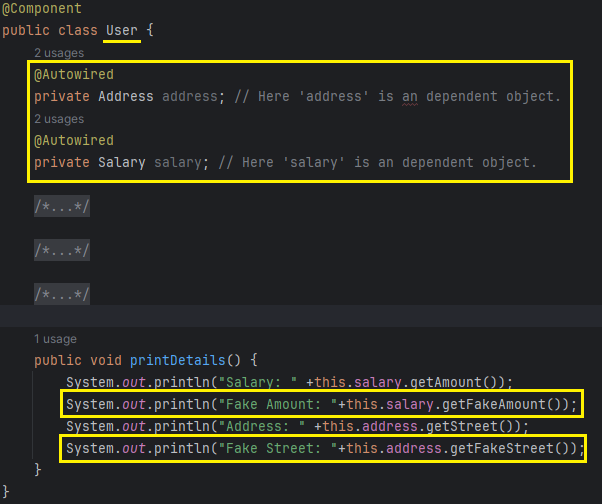 @Component
public class User {
2 usages
@Autowired
private Address address; // Here 'address' is an dependent object.
2 usages
@Autowired
private Salary salary; // Here 'salary' is an dependent object.
/*...*/
/*...*/
/*...*/
1 usage
public void printDetails() {
System.out.println("Salary: " +this.salary.getAmount());
System.out.println("Fake Amount: "+this.salary.getFakeAmount());
System.out.println("Address: " +this.address.getStreet());
System.out.println("Fake Street: "+this.address.getFakeStreet());
}
}